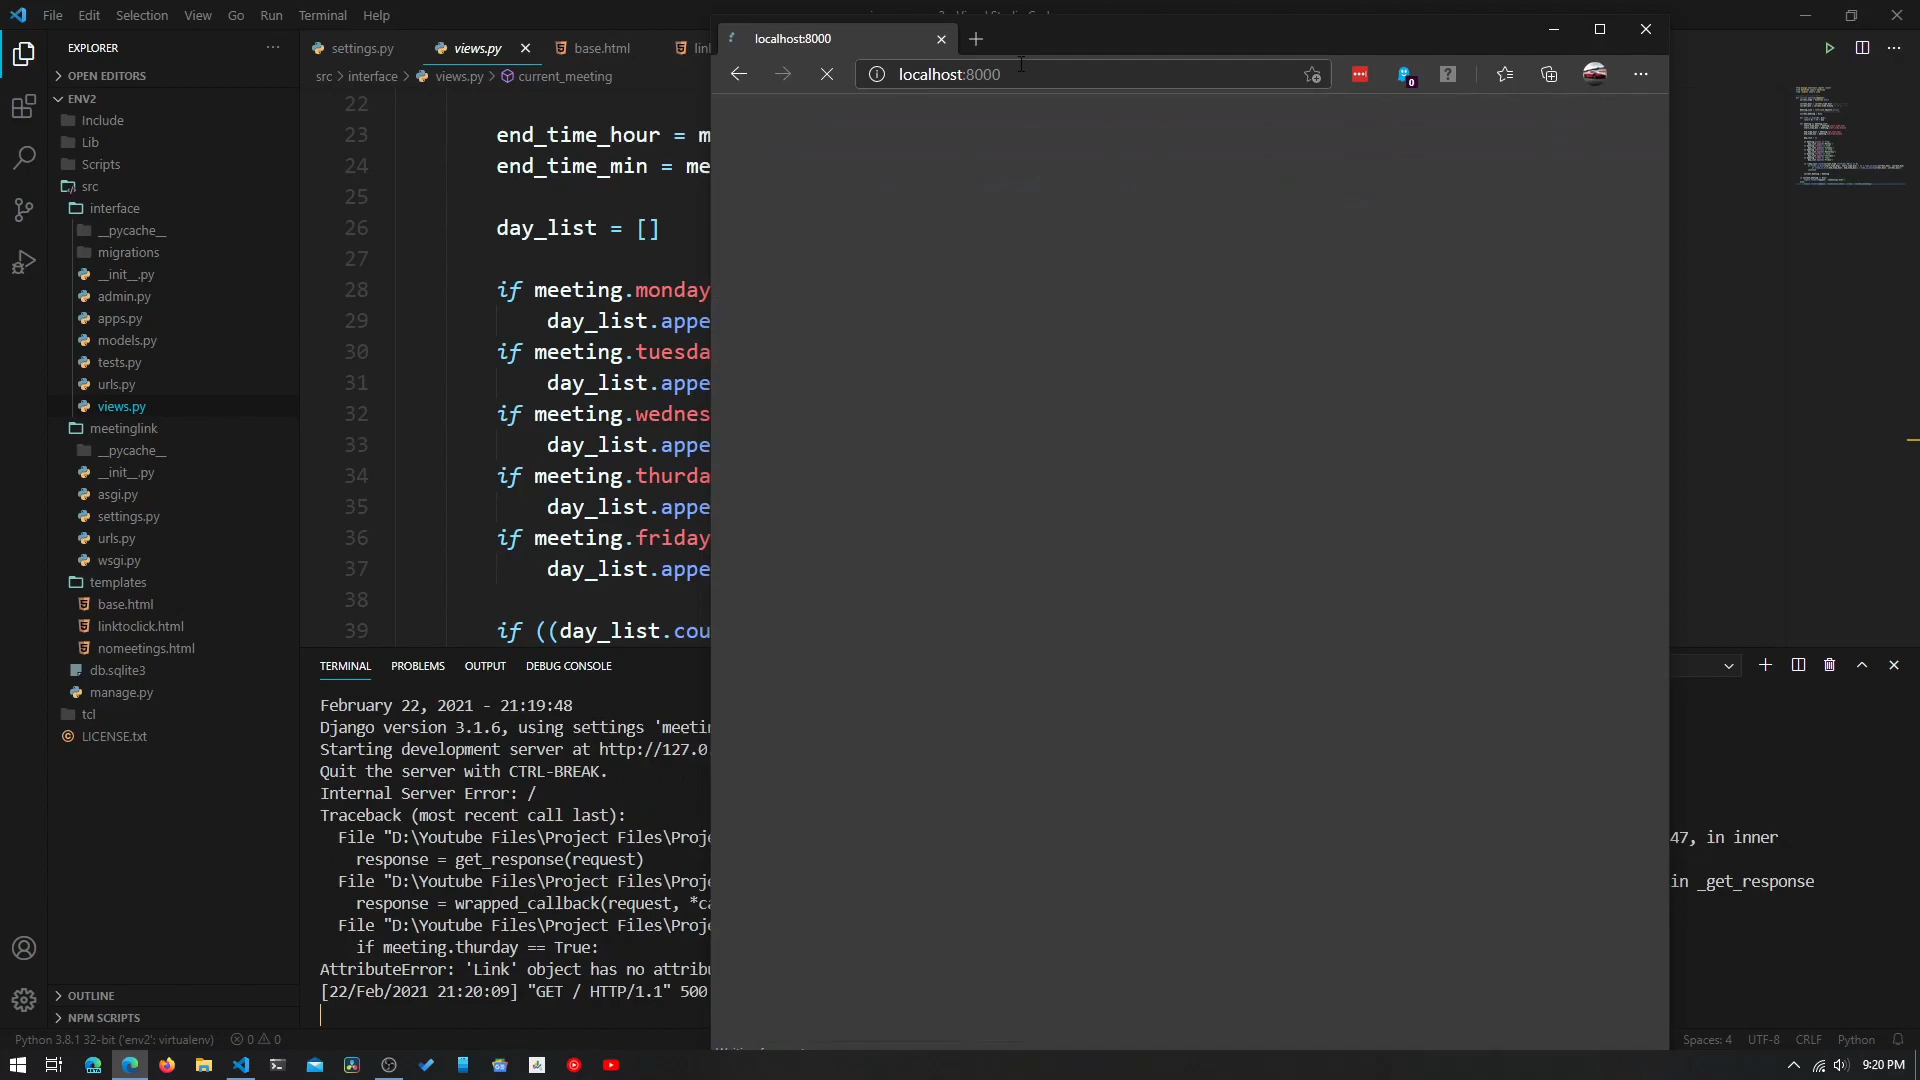 File Edit Selection View Go Run Terminal Help
EXPLORER
OPEN EDITORS
ENV2
Include
Lib
Scripts
src
interface
__pycache__
migrations
__init__.py
admin.py
apps.py
models.py
tests.py
urls.py
views.py
meetinglink
__pycache__
__init__.py
asgi.py
settings.py
urls.py
wsgi.py
templates
base.html
linktoclick.html
nomeetings.html
db.sqlite3
manage.py
tcl
LICENSE.txt
OUTLINE
NPM SCRIPTS
settings.py views.py base.html lin
src > interface > views.py > current_meeting
22
23 end_time_hour = m
24 end_time_min = me
25
26 day_list = []
27
28 if meeting.monday
29 day_list.appe
30 if meeting.tuesda
31 day_list.appe
32 if meeting.wednes
33 day_list.appe
34 if meeting.thurda
35 day_list.appe
36 if meeting.friday
37 day_list.appe
38
39 if ((day_list.cou
TERMINAL PROBLEMS OUTPUT DEBUG CONSOLE
February 22, 2021 - 21:19:48
Django version 3.1.6, using settings 'meetin
Starting development server at http://127.0.
Quit the server with CTRL-BREAK.
Internal Server Error: /
Traceback (most recent call last):
File "D:\Youtube Files\Project Files\Proj
47, in inner
response = get_response(request)
File "D:\Youtube Files\Project Files\Proj
in _get_response
response = wrapped_callback(request, *ca
File "D:\Youtube Files\Project Files\Proj
if meeting.thurday == True:
AttributeError: 'Link' object has no attribu
[22/Feb/2021 21:20:09] "GET / HTTP/1.1" 500
localhost:8000
localhost:8000
0
Python 3.8.1 32-bit ('env2': virtualenv) 0 0
Spaces: 4 UTF-8 CRLF Python
9:20 PM